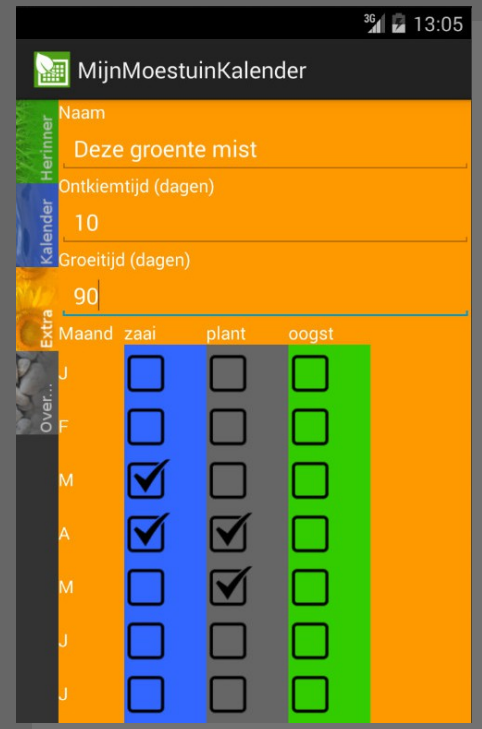 3G 13:05
MijnMoestuinKalender
Herinner
Kalender
Extra
Over...
Naam
Deze groente mist
Ontkiemtijd (dagen)
10
Groeitijd (dagen)
90
Maand zaai plant oogst
J
F
M
A
M
J
J